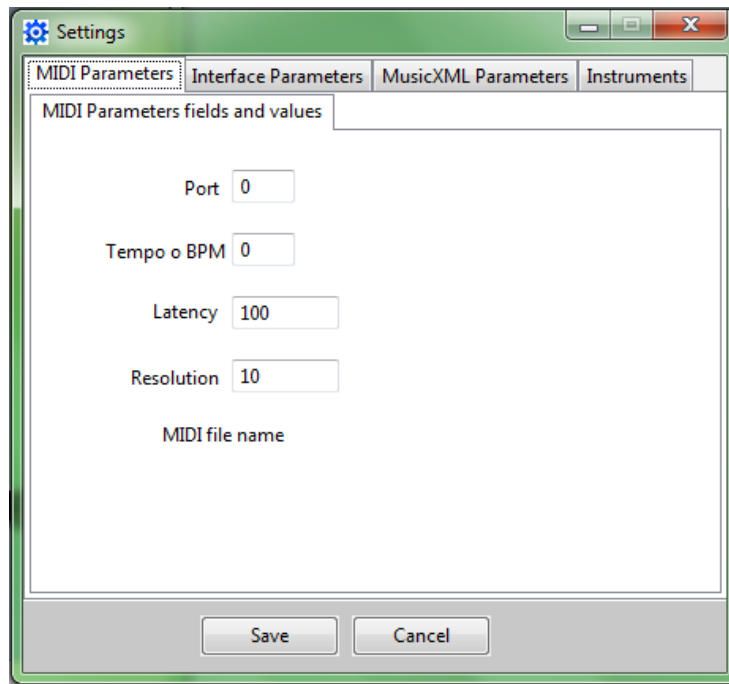 Settings
MIDI Parameters Interface Parameters MusicXML Parameters Instruments
MIDI Parameters fields and values
Port 0
Tempo o BPM 0
Latency 100
Resolution 10
MIDI file name
Save Cancel